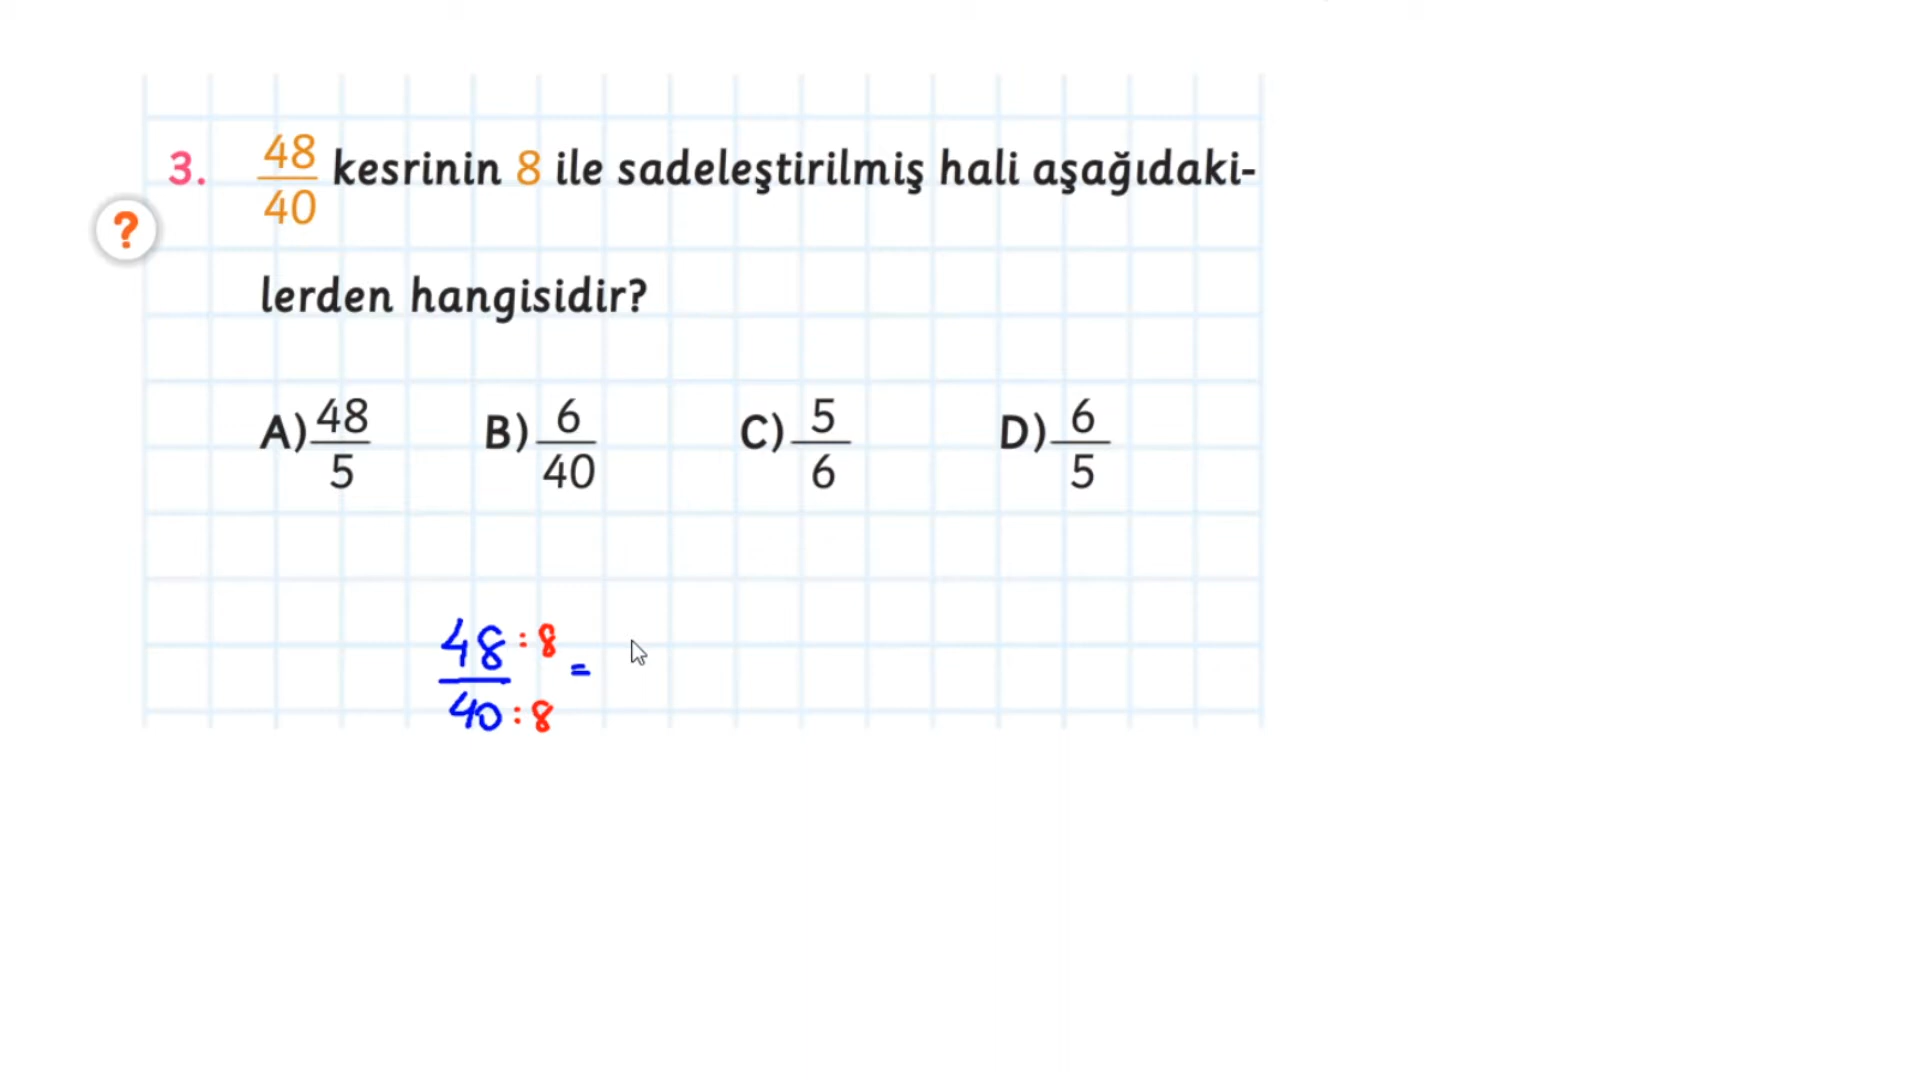 3. 48/40 kesrinin 8 ile sadeleştirilmiş hali aşağıdaki-
?
lerden hangisidir?
A) 48/5 B) 6/40 C) 5/6 D) 6/5
48:8 / 40:8 =